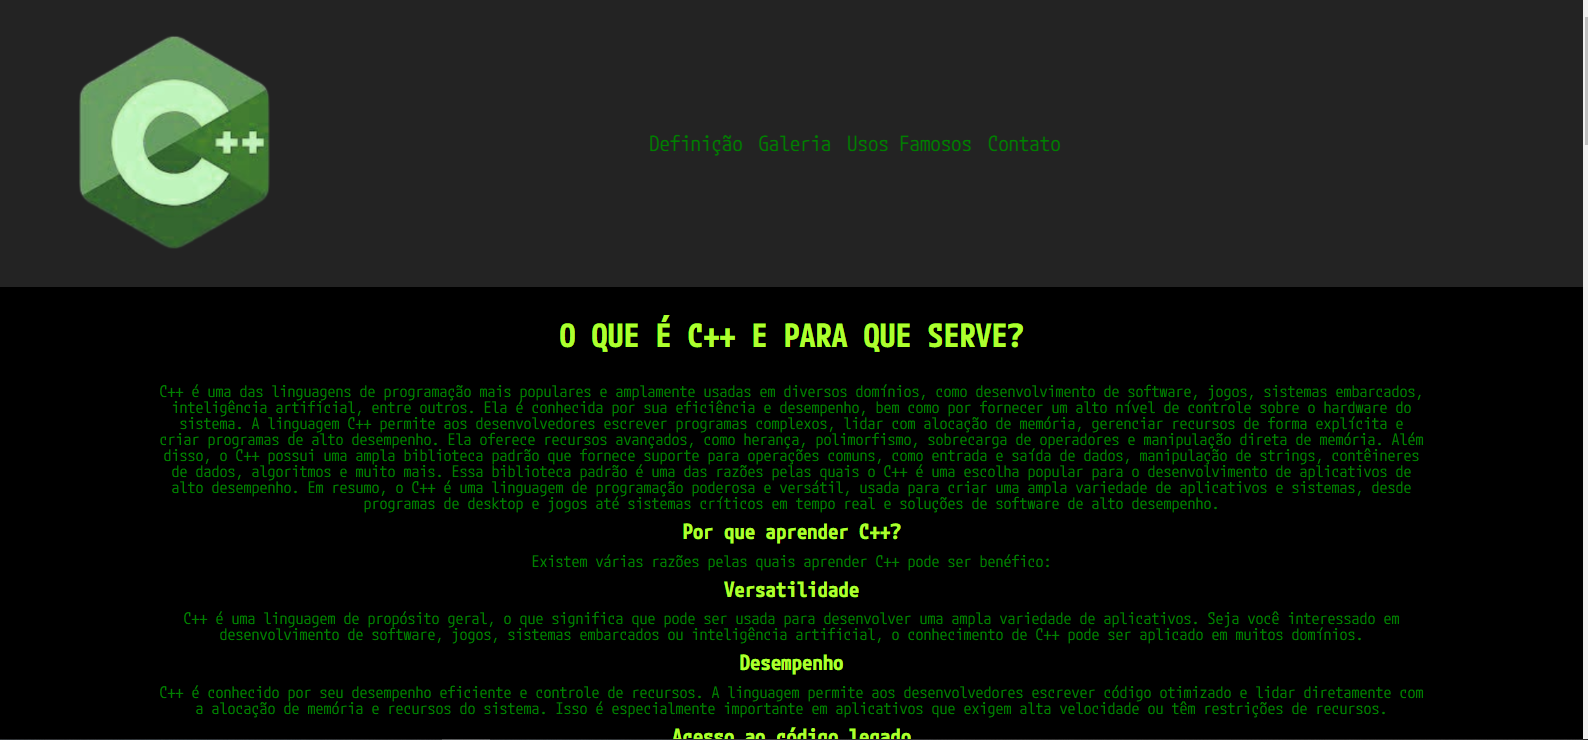 C++
Definição Galeria Usos Famosos Contato
O QUE É C++ E PARA QUE SERVE?
C++ é uma das linguagens de programação mais populares e amplamente usadas em diversos domínios, como desenvolvimento de software, jogos, sistemas embarcados,
inteligência artificial, entre outros. Ela é conhecida por sua eficiência e desempenho, bem como por fornecer um alto nível de controle sobre o hardware do
sistema. A linguagem C++ permite aos desenvolvedores escrever programas complexos, lidar com alocação de memória, gerenciar recursos de forma explícita e
criar programas de alto desempenho. Ela oferece recursos avançados, como herança, polimorfismo, sobrecarga de operadores e manipulação direta de memória. Além
disso, o C++ possui uma ampla biblioteca padrão que fornece suporte para operações comuns, como entrada e saída de dados, manipulação de strings, contêineres
de dados, algoritmos e muito mais. Essa biblioteca padrão é uma das razões pelas quais o C++ é uma escolha popular para o desenvolvimento de aplicativos de
alto desempenho. Em resumo, o C++ é uma linguagem de programação poderosa e versátil, usada para criar uma ampla variedade de aplicativos e sistemas, desde
programas de desktop e jogos até sistemas críticos em tempo real e soluções de software de alto desempenho.
Por que aprender C++?
Existem várias razões pelas quais aprender C++ pode ser benéfico:
Versatilidade
C++ é uma linguagem de propósito geral, o que significa que pode ser usada para desenvolver uma ampla variedade de aplicativos. Seja você interessado em
desenvolvimento de software, jogos, sistemas embarcados ou inteligência artificial, o conhecimento de C++ pode ser aplicado em muitos domínios.
Desempenho
C++ é conhecido por seu desempenho eficiente e controle de recursos. A linguagem permite aos desenvolvedores escrever código otimizado e lidar diretamente com
a alocação de memória e recursos do sistema. Isso é especialmente importante em aplicativos que exigem alta velocidade ou têm restrições de recursos.
Acesso ao código legado